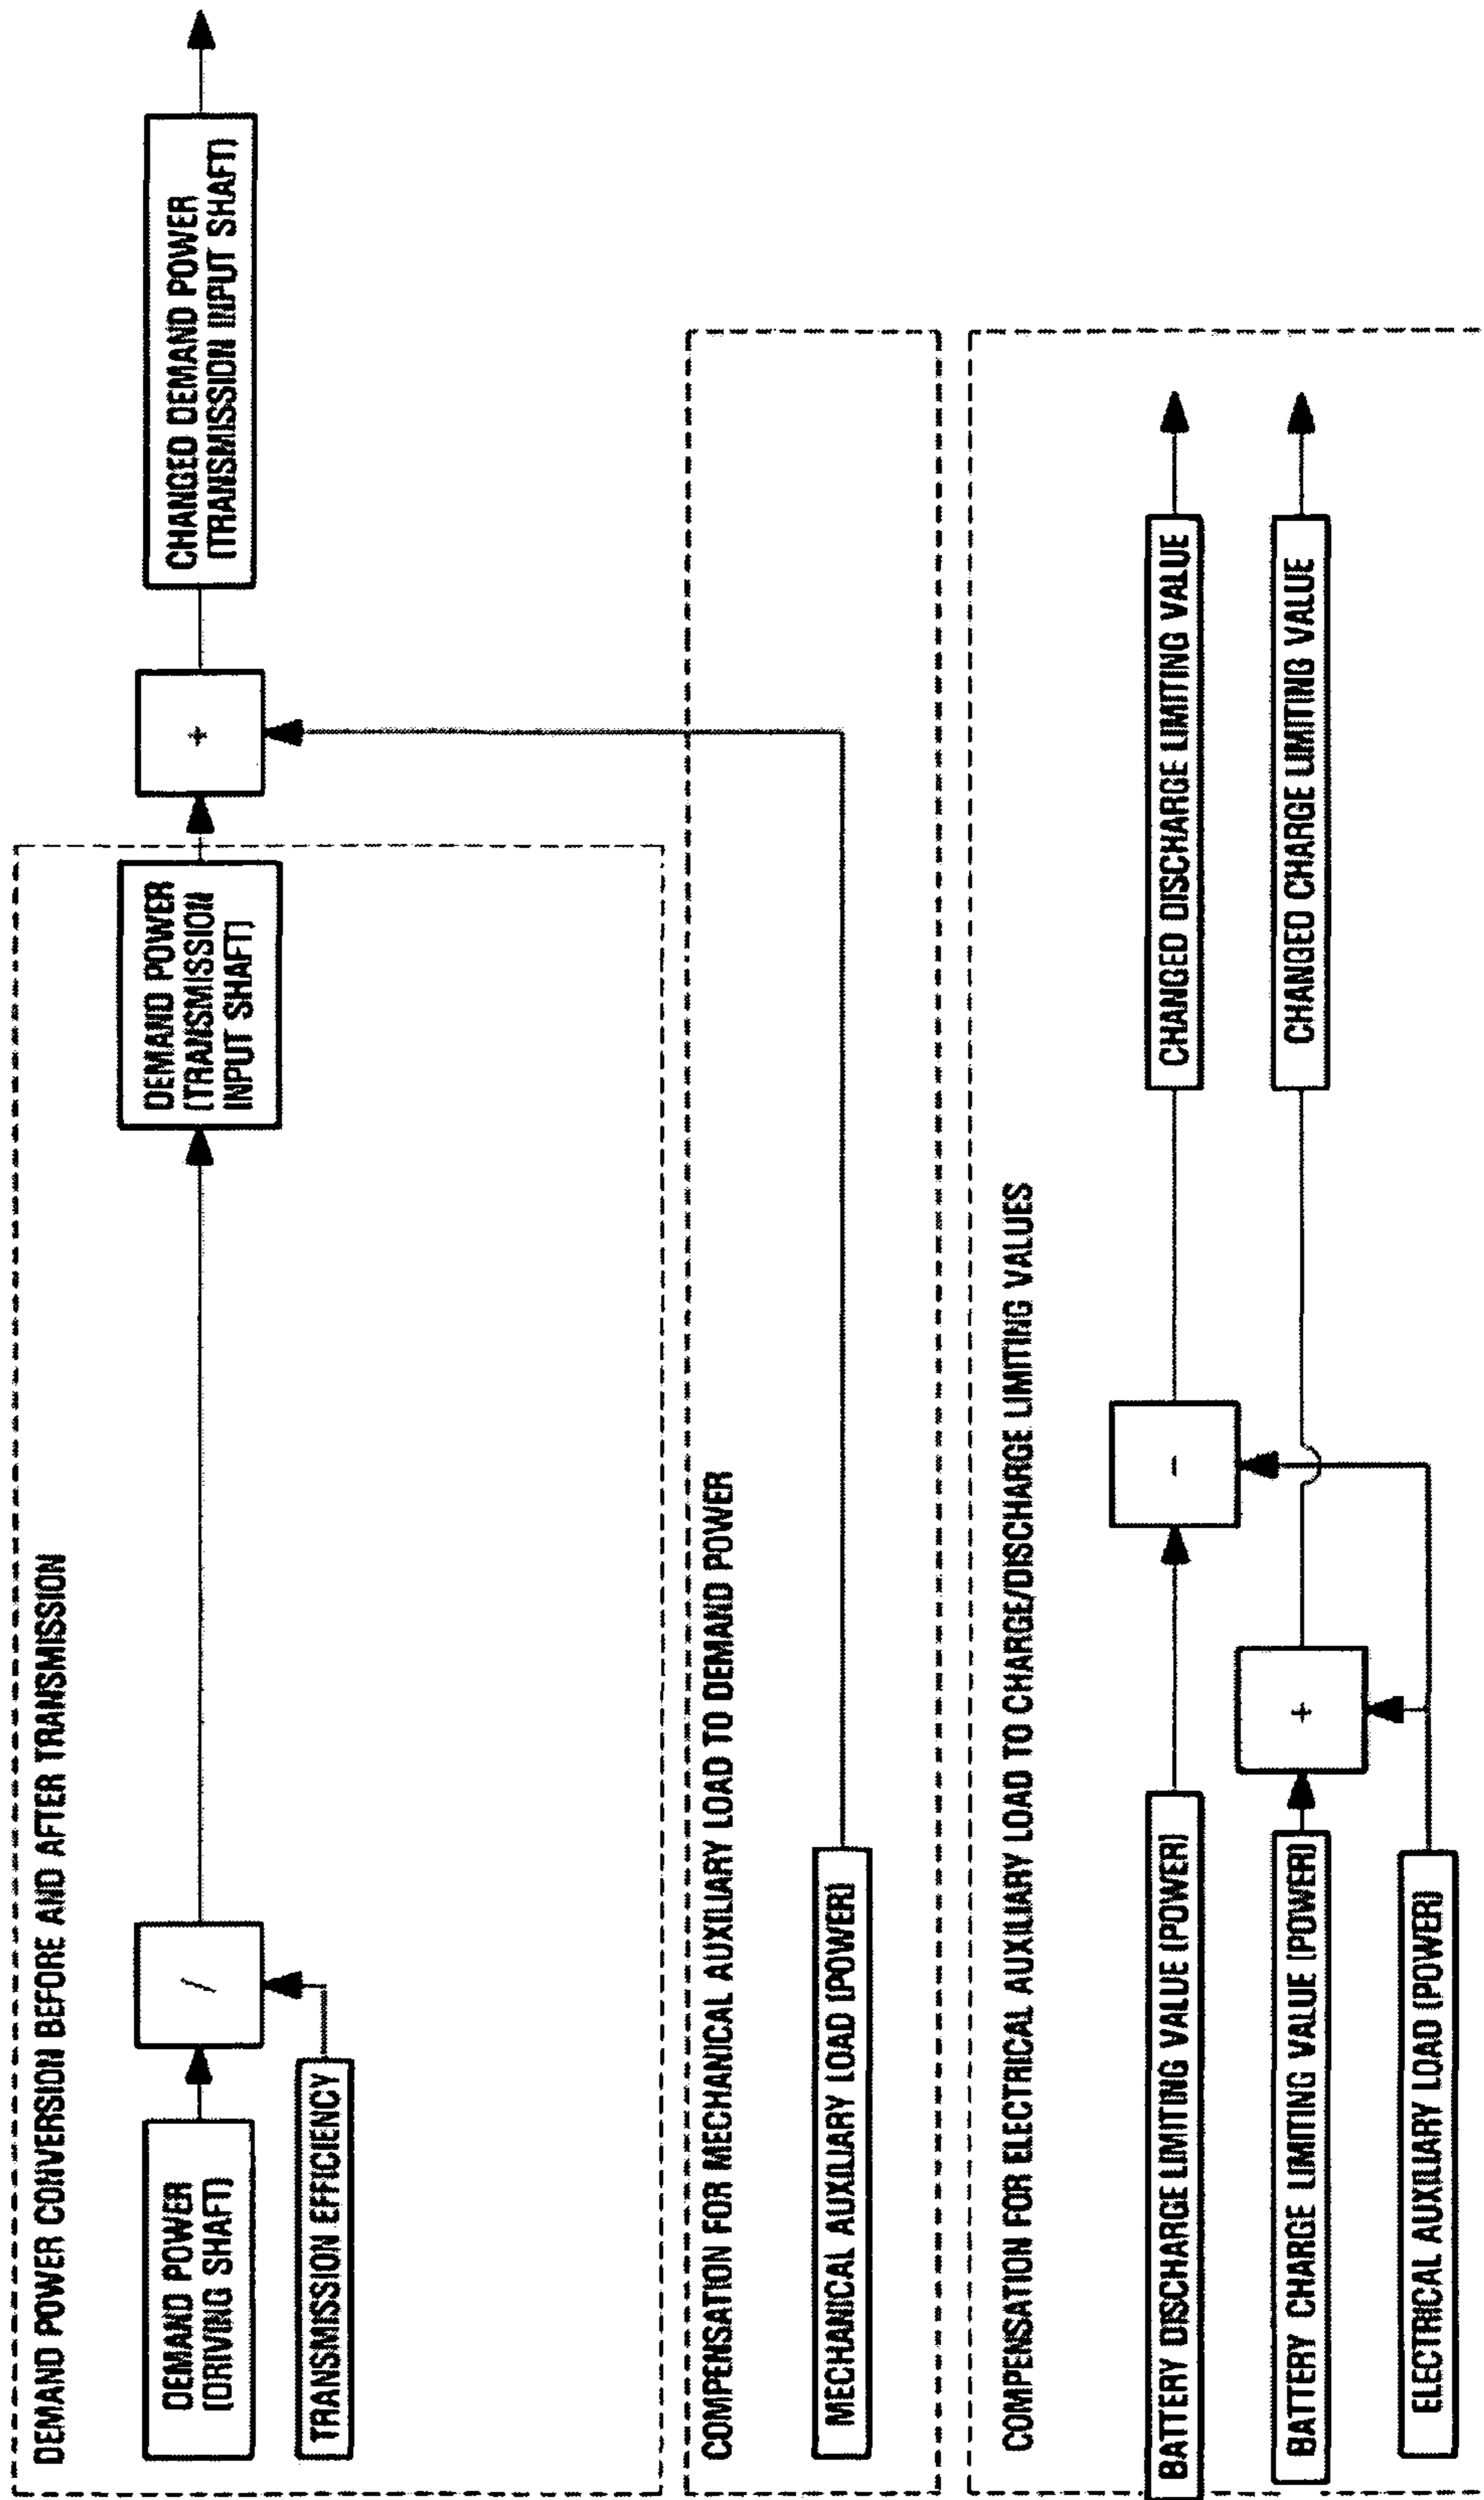 DEMAND POWER CONVERSION BEFORE AND AFTER TRANSMISSION
DEMAND POWER
(DRIVING SHAFT)
/
TRANSMISSION EFFICIENCY
DEMAND POWER
(TRANSMISSION
INPUT SHAFT)
+
CHANGED DEMAND POWER
(TRANSMISSION INPUT SHAFT)
COMPENSATION FOR MECHANICAL AUXILIARY LOAD TO DEMAND POWER
MECHANICAL AUXILIARY LOAD (POWER)
COMPENSATION FOR ELECTRICAL AUXILIARY LOAD TO CHARGE/DISCHARGE LIMITING VALUES
BATTERY DISCHARGE LIMITING VALUE (POWER)
-
CHANGED DISCHARGE LIMITING VALUE
BATTERY CHARGE LIMITING VALUE (POWER)
+
CHANGED CHARGE LIMITING VALUE
ELECTRICAL AUXILIARY LOAD (POWER)